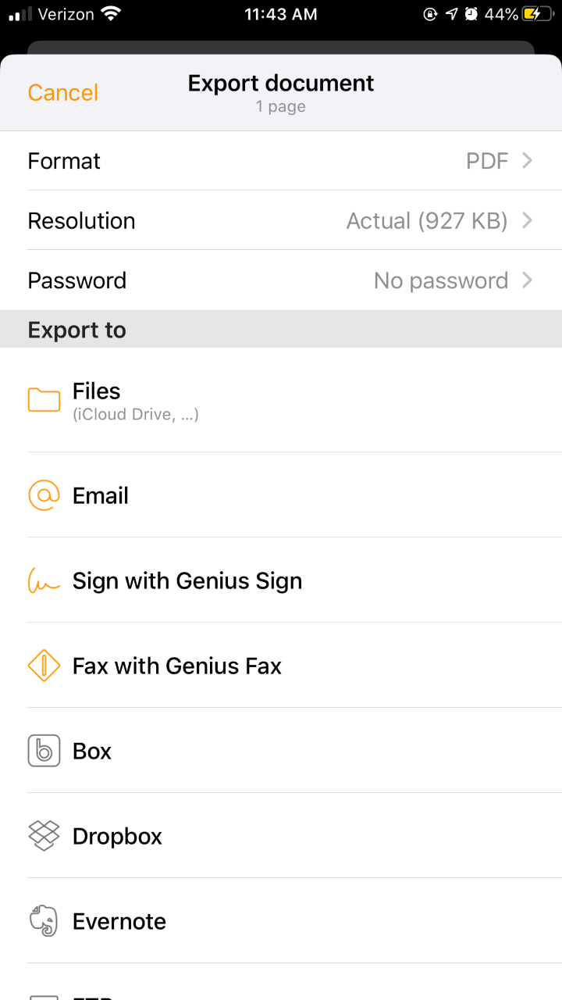 Verizon 11:43 AM 44%
Cancel
Export document
1 page
Format PDF
Resolution Actual (927 KB)
Password No password
Export to
Files
(iCloud Drive, ...)
Email
Sign with Genius Sign
Fax with Genius Fax
Box
Dropbox
Evernote